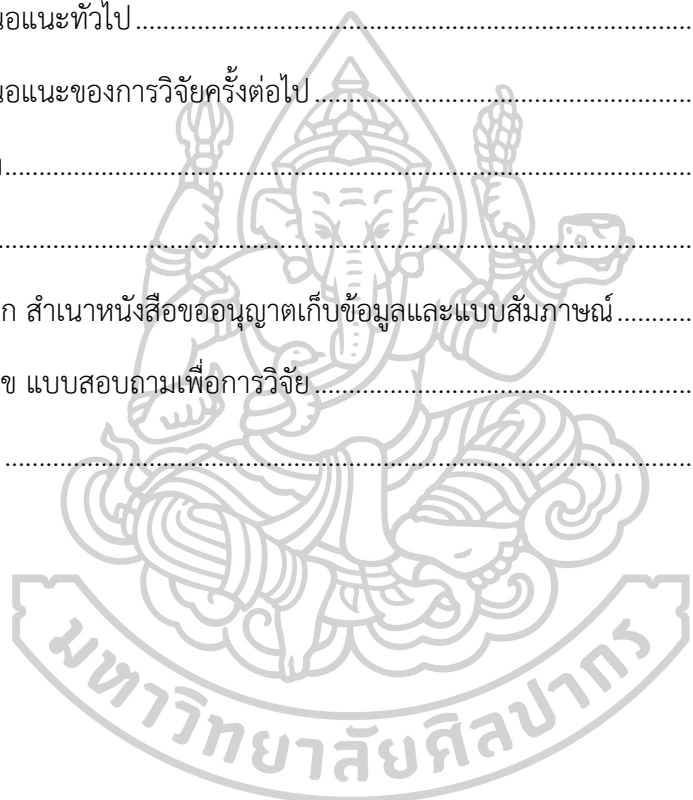 นอแนะทั่วไป
นอแนะของการวิจัยครั้งต่อไป
ก สำเนาหนังสือขออนุญาตเก็บข้อมูลและแบบสัมภาษณ์
ข แบบสอบถามเพื่อการวิจัย
มหาวิทยาลัยศิลปากร